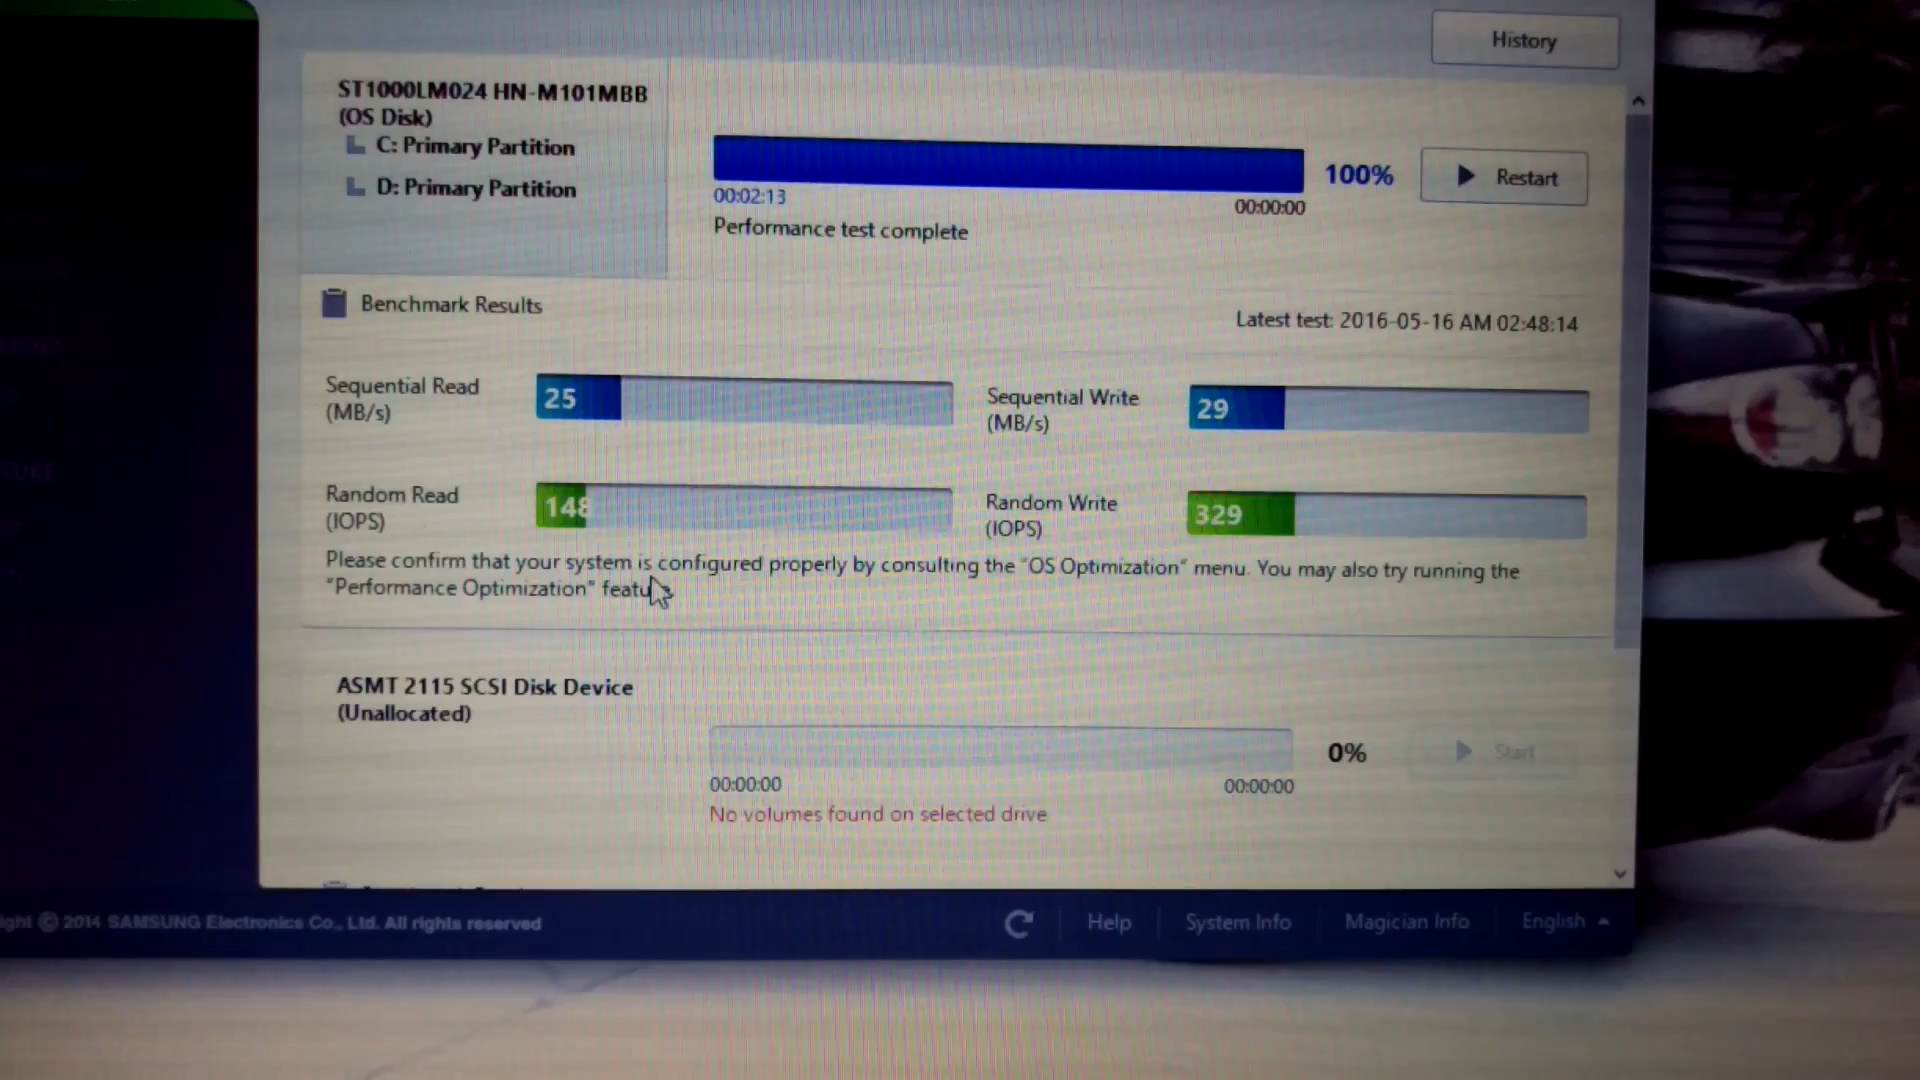 History
ST1000LM024 HN-M101MBB
(OS Disk)
C: Primary Partition
D: Primary Partition
100%
Restart
00:02:13
00:00:00
Performance test complete
Benchmark Results
Latest test: 2016-05-16 AM 02:48:14
Sequential Read
(MB/s)
25
Sequential Write
(MB/s)
29
Random Read
(IOPS)
148
Random Write
(IOPS)
329
Please confirm that your system is configured properly by consulting the "OS Optimization" menu. You may also try running the
"Performance Optimization" featu
ASMT 2115 SCSI Disk Device
(Unallocated)
0%
Start
00:00:00
00:00:00
No volumes found on selected drive
ight © 2014 SAMSUNG Electronics Co., Ltd. All rights reserved
Help
System Info
Magician Info
English